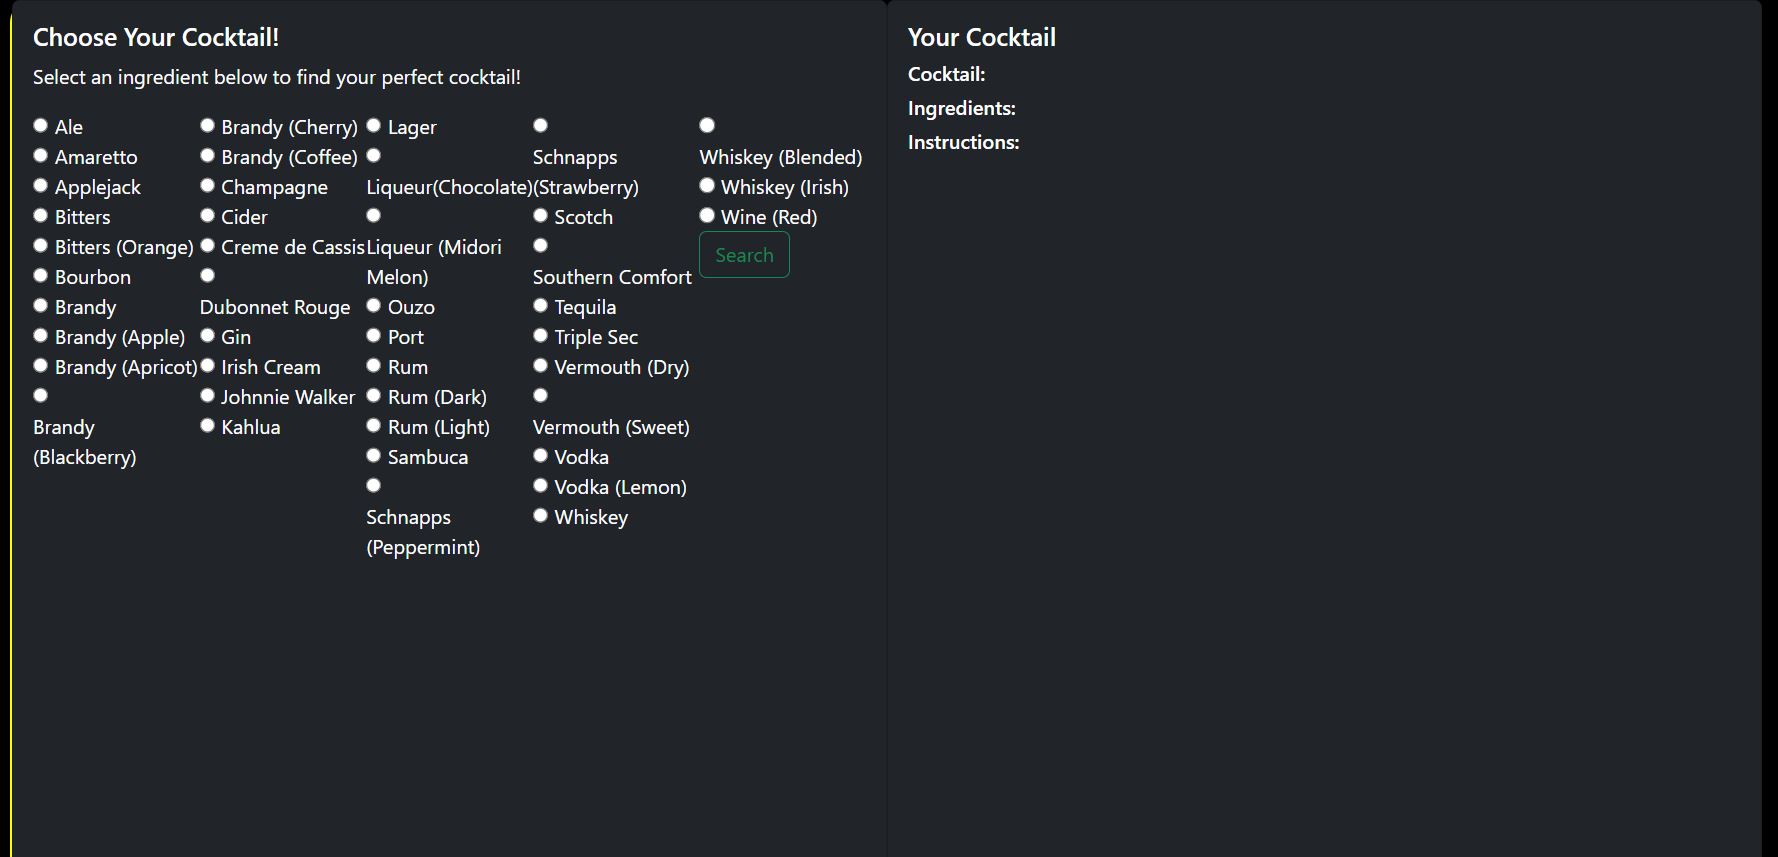 Choose Your Cocktail!
Select an ingredient below to find your perfect cocktail!
Ale
Amaretto
Applejack
Bitters
Bitters (Orange)
Bourbon
Brandy
Brandy (Apple)
Brandy (Apricot)
Brandy
(Blackberry)
Brandy (Cherry)
Brandy (Coffee)
Champagne
Cider
Creme de Cassis
Dubonnet Rouge
Gin
Irish Cream
Johnnie Walker
Kahlua
Lager
Liqueur(Chocolate)
Liqueur (Midori
Melon)
Ouzo
Port
Rum
Rum (Dark)
Rum (Light)
Sambuca
Schnapps
(Peppermint)
Schnapps
(Strawberry)
Scotch
Southern Comfort
Tequila
Triple Sec
Vermouth (Dry)
Vermouth (Sweet)
Vodka
Vodka (Lemon)
Whiskey
Whiskey (Blended)
Whiskey (Irish)
Wine (Red)
Search
Your Cocktail
Cocktail:
Ingredients:
Instructions: